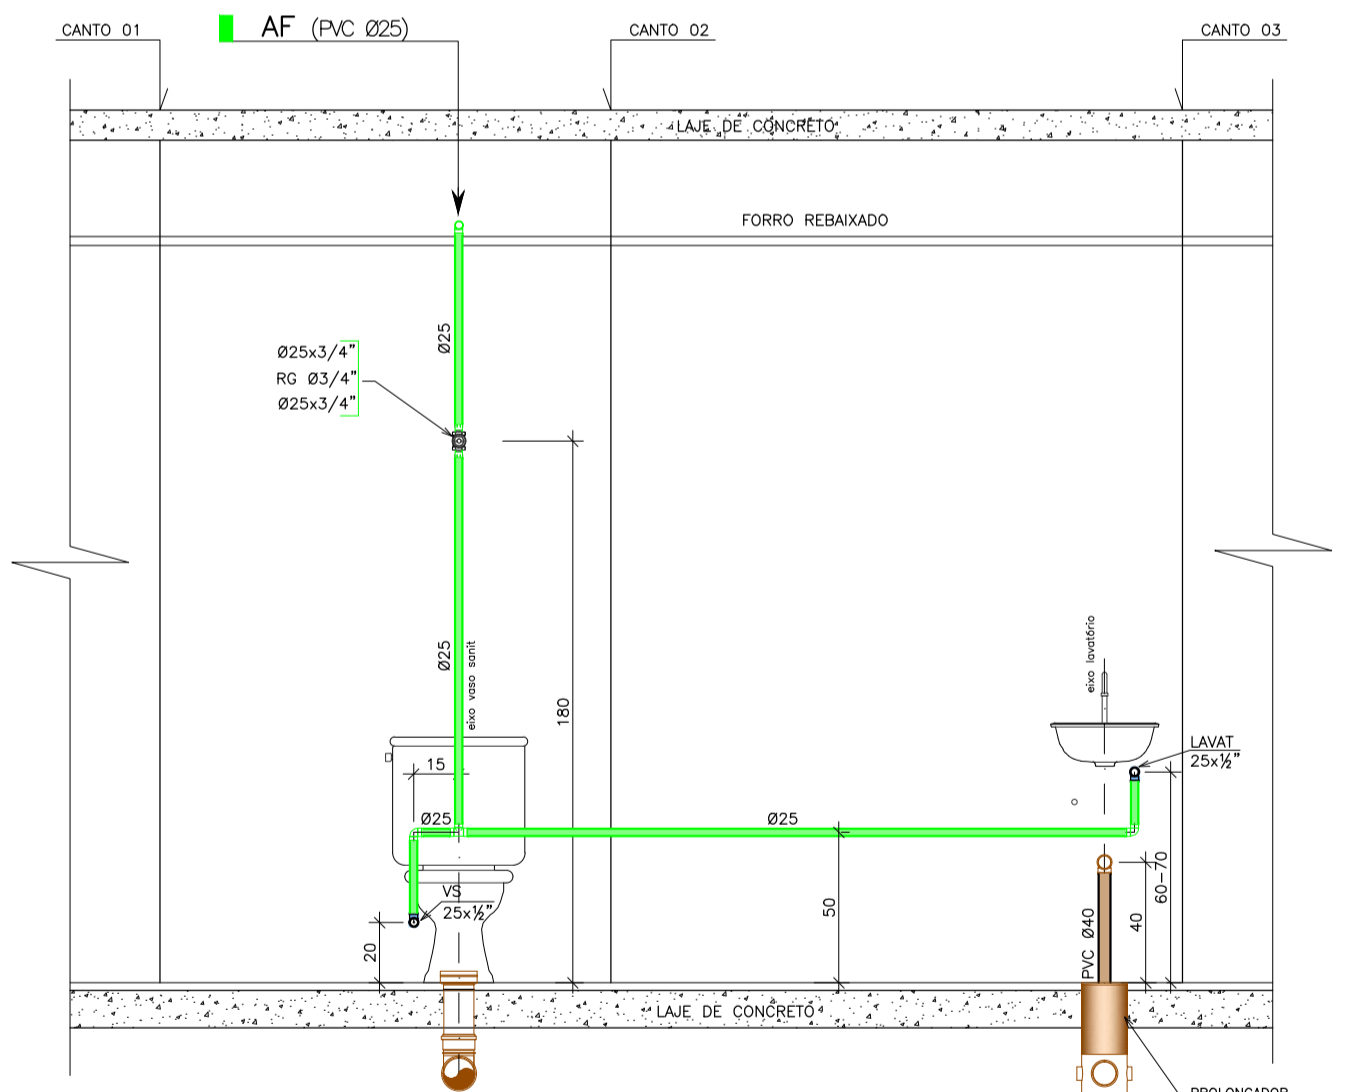 CANTO 01
AF (PVC Ø25)
CANTO 02
CANTO 03
LAJE DE CONCRETO
FORRO REBAIXADO
Ø25
Ø25x3/4"
RG Ø3/4"
Ø25x3/4"
Ø25
eixo vaso sanit
eixo lavatório
180
LAVAT
25x½"
15
Ø25
Ø25
60-70
VS
25x½"
50
40
PVC Ø40
20
LAJE DE CONCRETO
PROLONGADOR